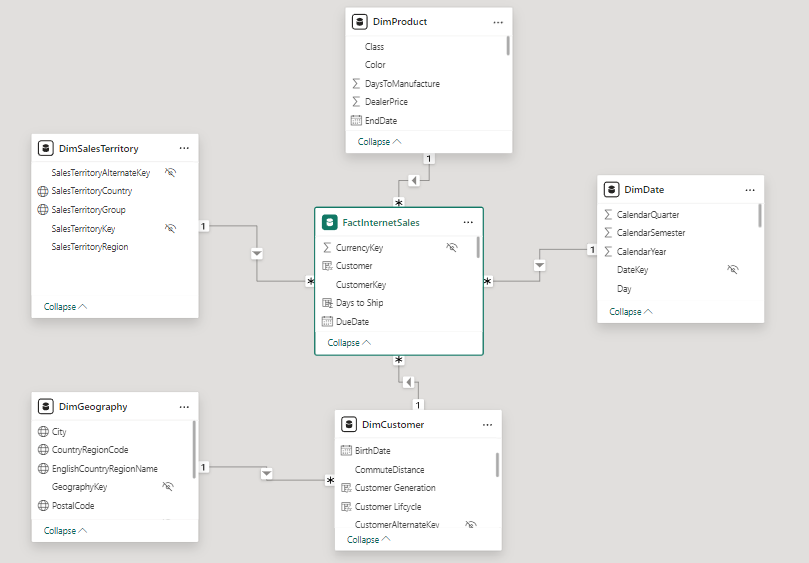 DimProduct
Class
Color
DaysToManufacture
DealerPrice
EndDate
Collapse
1
*
DimSalesTerritory
SalesTerritoryAlternateKey
SalesTerritoryCountry
SalesTerritoryGroup
SalesTerritoryKey
SalesTerritoryRegion
Collapse
1
*
FactInternetSales
CurrencyKey
Customer
CustomerKey
Days to Ship
DueDate
Collapse
*
1
DimDate
CalendarQuarter
CalendarSemester
CalendarYear
DateKey
Day
Collapse
*
1
DimGeography
City
CountryRegionCode
EnglishCountryRegionName
GeographyKey
PostalCode
Collapse
1
*
DimCustomer
BirthDate
CommuteDistance
Customer Generation
Customer Lifcycle
CustomerAlternateKey
Collapse